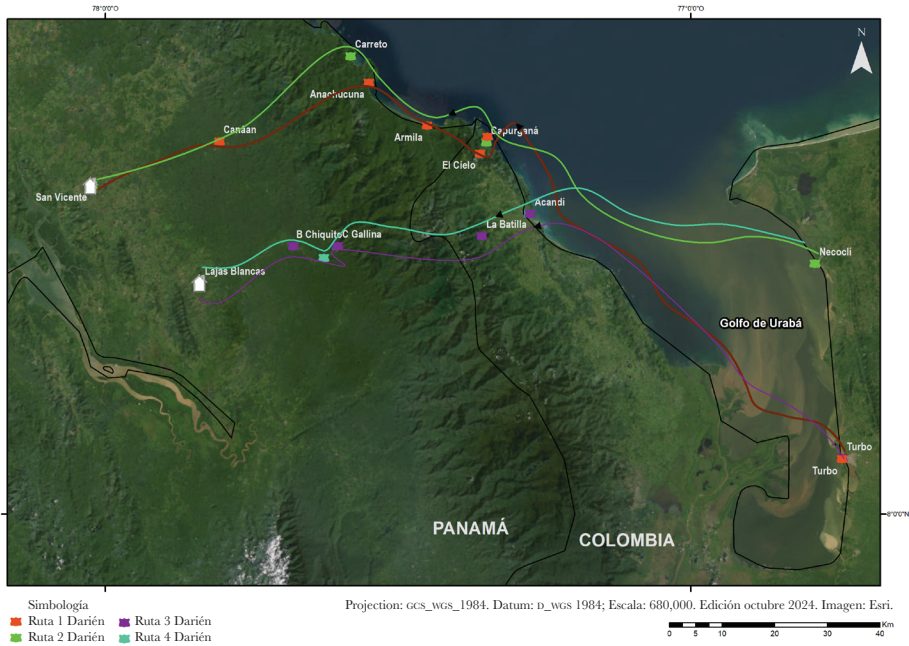 78°0'0"O
77°0'0"O
N
Carreto
Anachucuna
Canaan
Armila
Capurganá
El Cielo
San Vicente
Acandi
La Batilla
B Chiquito
C Gallina
Lajas Blancas
Necocli
Golfo de Urabá
Turbo
Turbo
8°0'0"N
PANAMÁ
COLOMBIA
Simbología
Ruta 1 Darién
Ruta 3 Darién
Ruta 2 Darién
Ruta 4 Darién
Projection: GCS_WGS_1984. Datum: D_WGS 1984; Escala: 680,000. Edición octubre 2024. Imagen: Esri.
Km
0 5 10 20 30 40